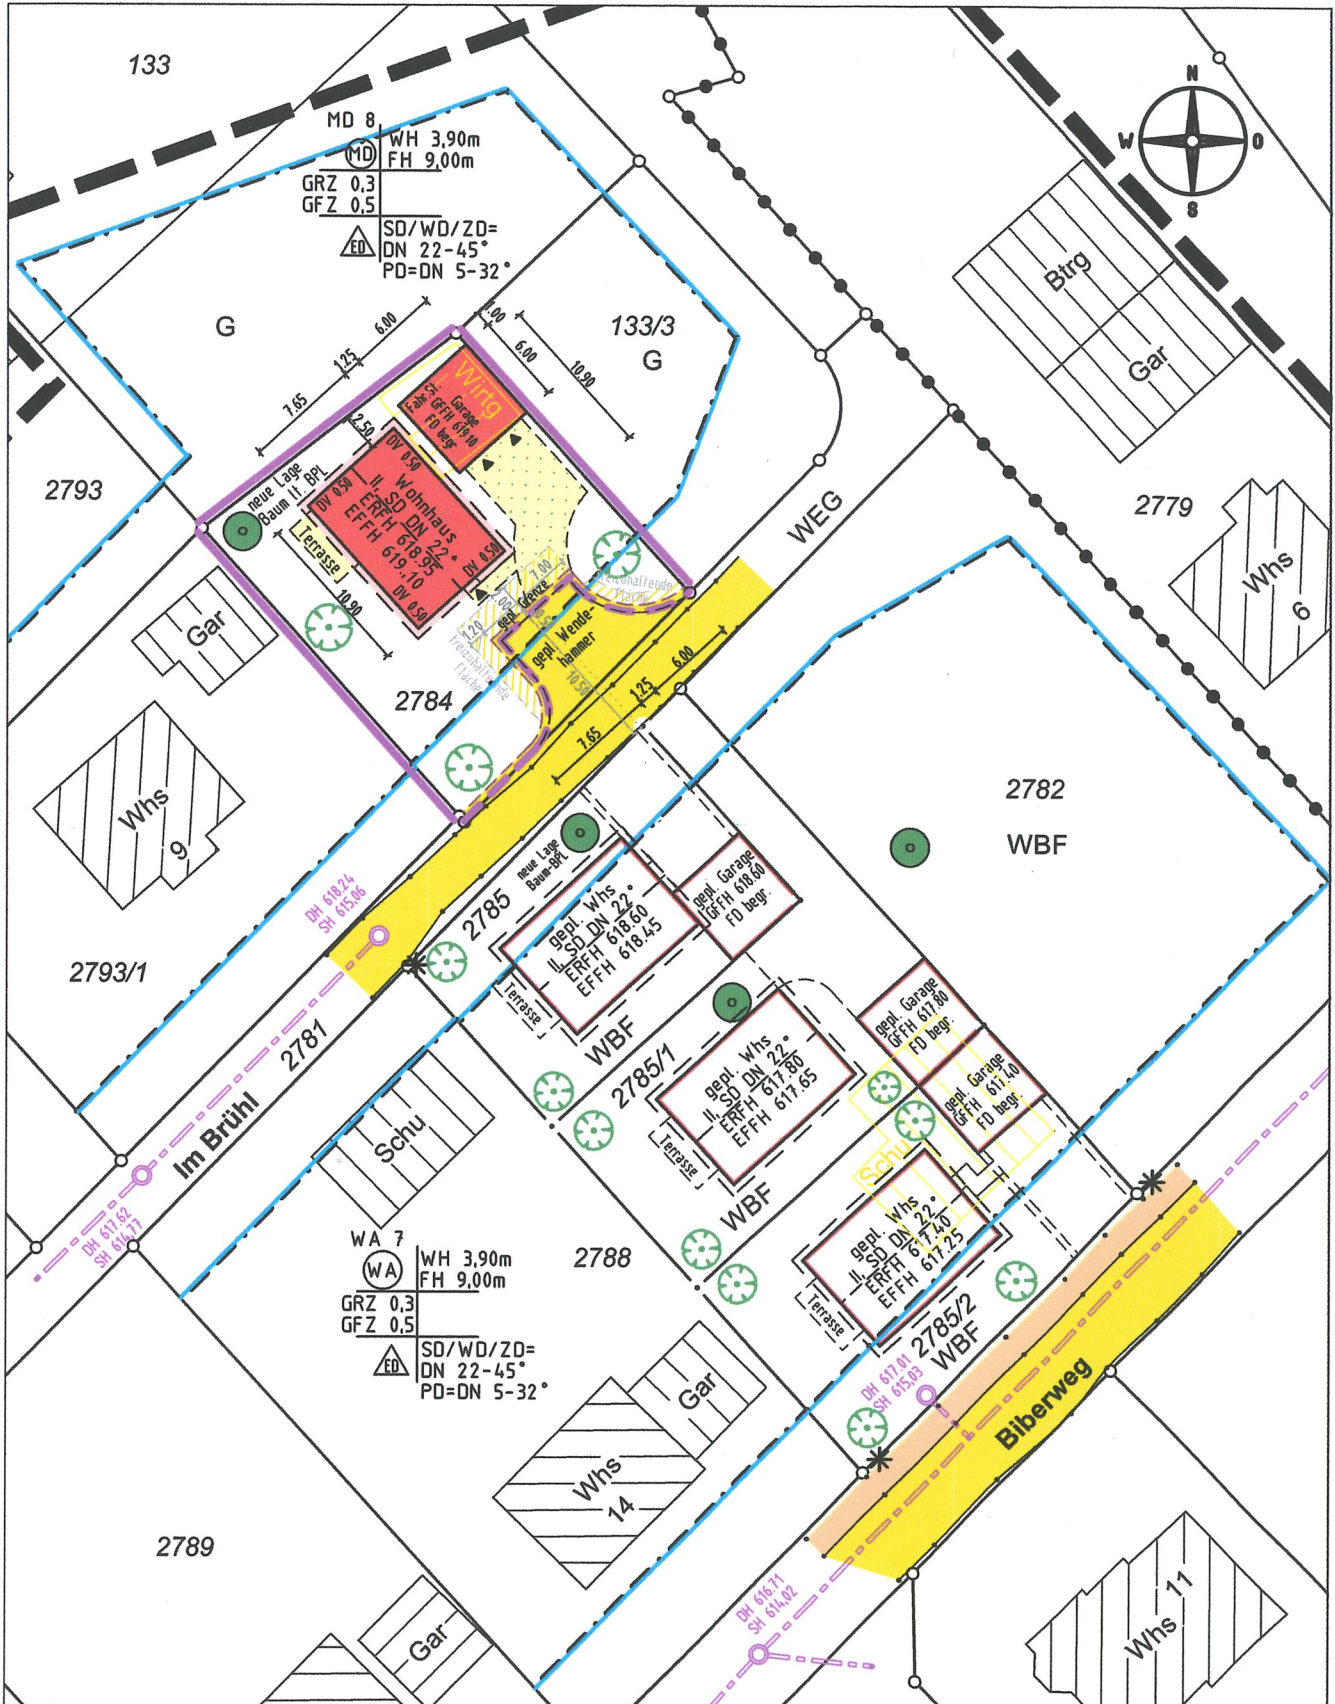 133
MD 8
MD
WH 3,90m
FH 9,00m
GRZ 0,3
GFZ 0,5
ED
SD/WD/ZD=
DN 22-45°
PD=DN 5-32°
N
W
O
S
Btrg
Gar
G
133/3
G
6.00
1.25
7.65
1.00
6.00
10.90
2.50
2793
2779
Whs
6
WEG
Wirtg
Fahr.St.
Garage
GFFH 619.10
FD begr.
neue Lage
Baum lt. BPL
Wohnhaus
II, SD DN 22°
ERFH 618.95
EFFH 619.10
DV 0.50
DV 0.50
DV 0.50
DV 0.50
Terrasse
10.90
Gar
2784
gepl. Grenze
7.00
2.00
1.20
freizuhaltende
Fläche
freizuhaltende
Fläche
gepl. Wende-
hammer
10.50
6.00
1.25
7.65
Whs
9
2782
WBF
DH 618.24
SH 615.06
2793/1
2785
neue Lage
Baum-BPL
gepl. Whs
II, SD DN 22°
ERFH 618.60
EFFH 618.45
Terrasse
gepl. Garage
GFFH 618.60
FD begr.
WBF
2781
Im Brühl
Schu
2785/1
gepl. Whs
II, SD DN 22°
ERFH 617.80
EFFH 617.65
Terrasse
gepl. Garage
GFFH 617.80
FD begr.
gepl. Garage
GFFH 617.40
FD begr.
Schu
WBF
DH 617.62
SH 614.77
WA 7
WA
WH 3,90m
FH 9,00m
GRZ 0,3
GFZ 0,5
ED
SD/WD/ZD=
DN 22-45°
PD=DN 5-32°
2788
gepl. Whs
II, SD DN 22°
ERFH 617.40
EFFH 617.25
Terrasse
2785/2
WBF
DH 617.01
SH 615.03
Biberweg
Gar
Whs
14
2789
DH 616.71
SH 614.02
Gar
Whs 11